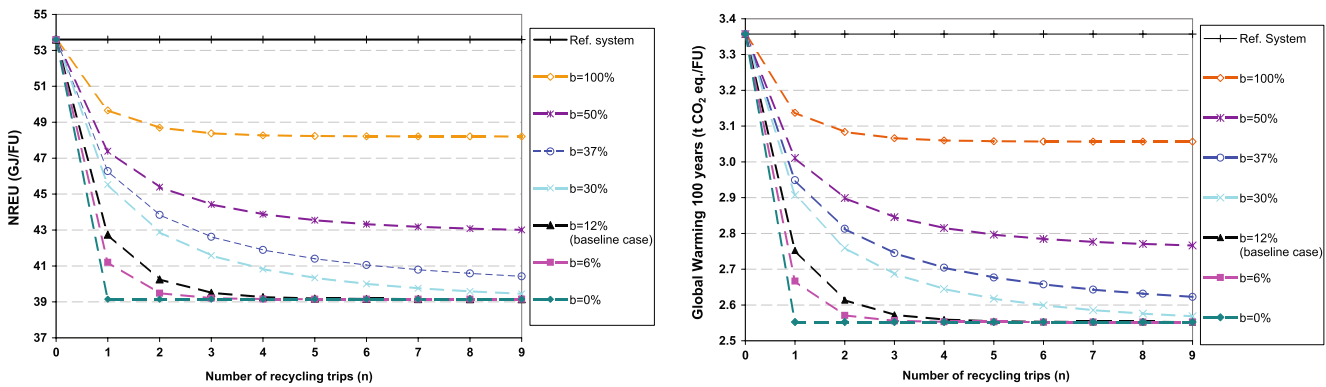 55
53
51
49
47
45
43
41
39
37
NREU (GJ/FU)
0 1 2 3 4 5 6 7 8 9
Number of recycling trips (n)
Ref. system
b=100%
b=50%
b=37%
b=30%
b=12%
(baseline case)
b=6%
b=0%
3.4
3.3
3.2
3.1
3.0
2.9
2.8
2.7
2.6
2.5
Global Warming 100 years (t CO2 eq./FU)
0 1 2 3 4 5 6 7 8 9
Number of recycling trips (n)
Ref. System
b=100%
b=50%
b=37%
b=30%
b=12%
(baseline case)
b=6%
b=0%